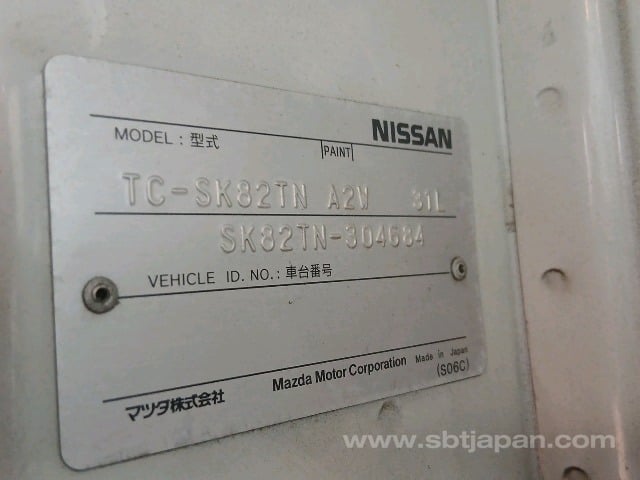 NISSAN
MODEL : 型式
PAINT
TC-SK82TN A2W 31L
SK82TN-304684
VEHICLE ID. NO. : 車台番号
マツダ株式会社 Mazda Motor Corporation Made in Japan
(S06C)
www.sbtjapan.com